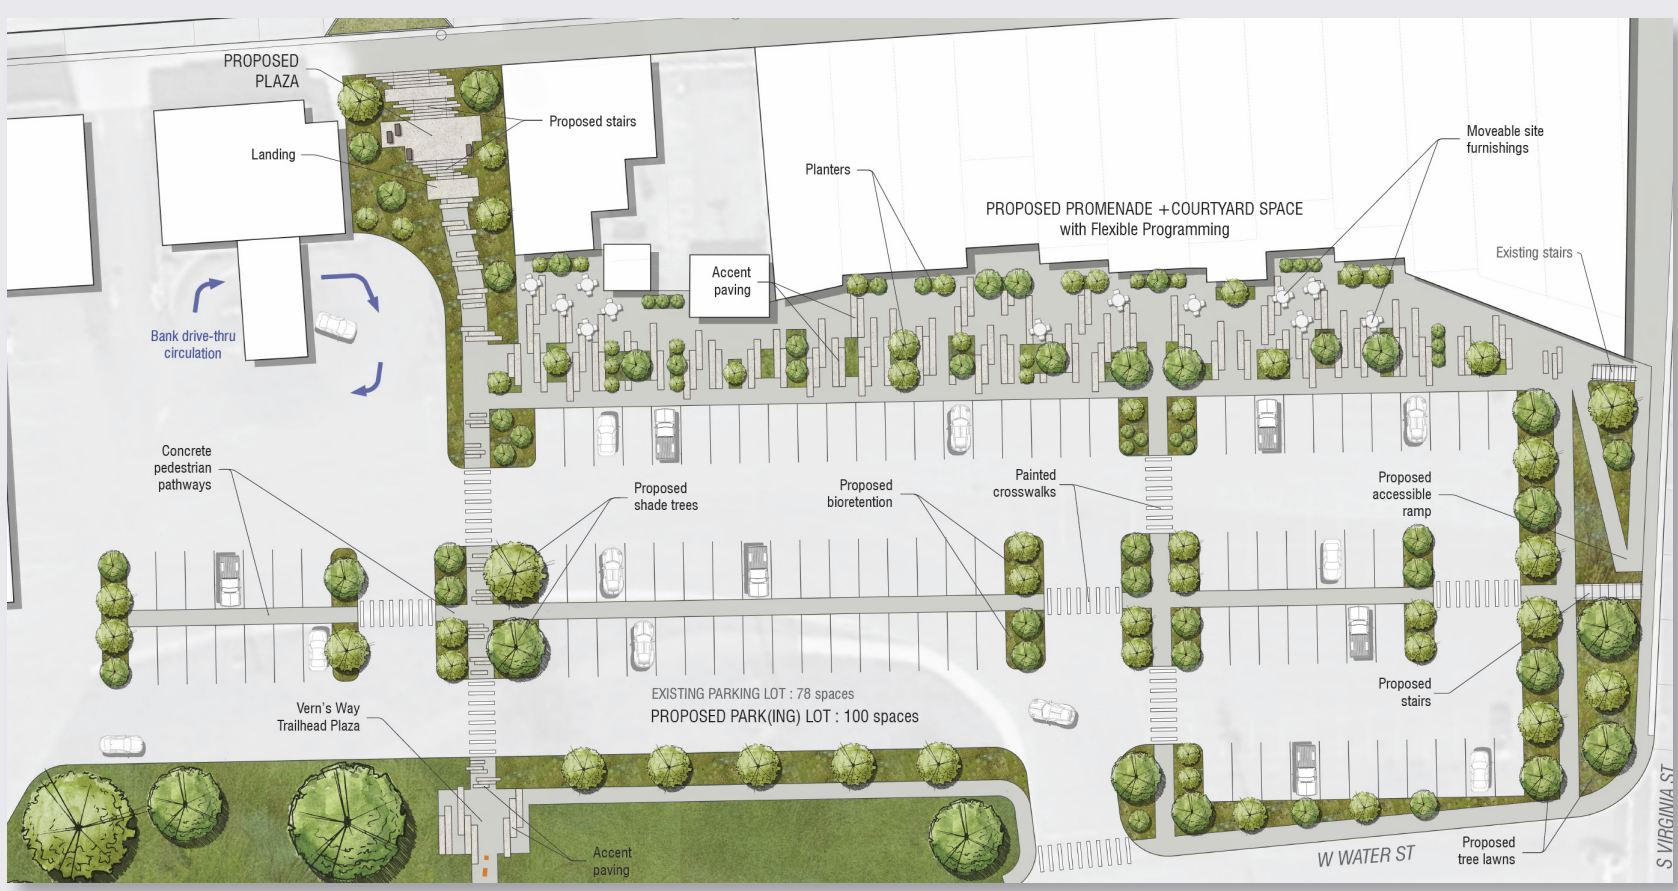 PROPOSED
PLAZA
Proposed stairs
Landing
Moveable site
furnishings
Planters
PROPOSED PROMENADE + COURTYARD SPACE
with Flexible Programming
Existing stairs
Accent
paving
Bank drive-thru
circulation
Concrete
pedestrian
pathways
Proposed
shade trees
Proposed
bioretention
Painted
crosswalks
Proposed
accessible
ramp
EXISTING PARKING LOT : 78 spaces
PROPOSED PARK(ING) LOT : 100 spaces
Proposed
stairs
Vern's Way
Trailhead Plaza
Accent
paving
W WATER ST
Proposed
tree lawns
S VIRGINIA ST